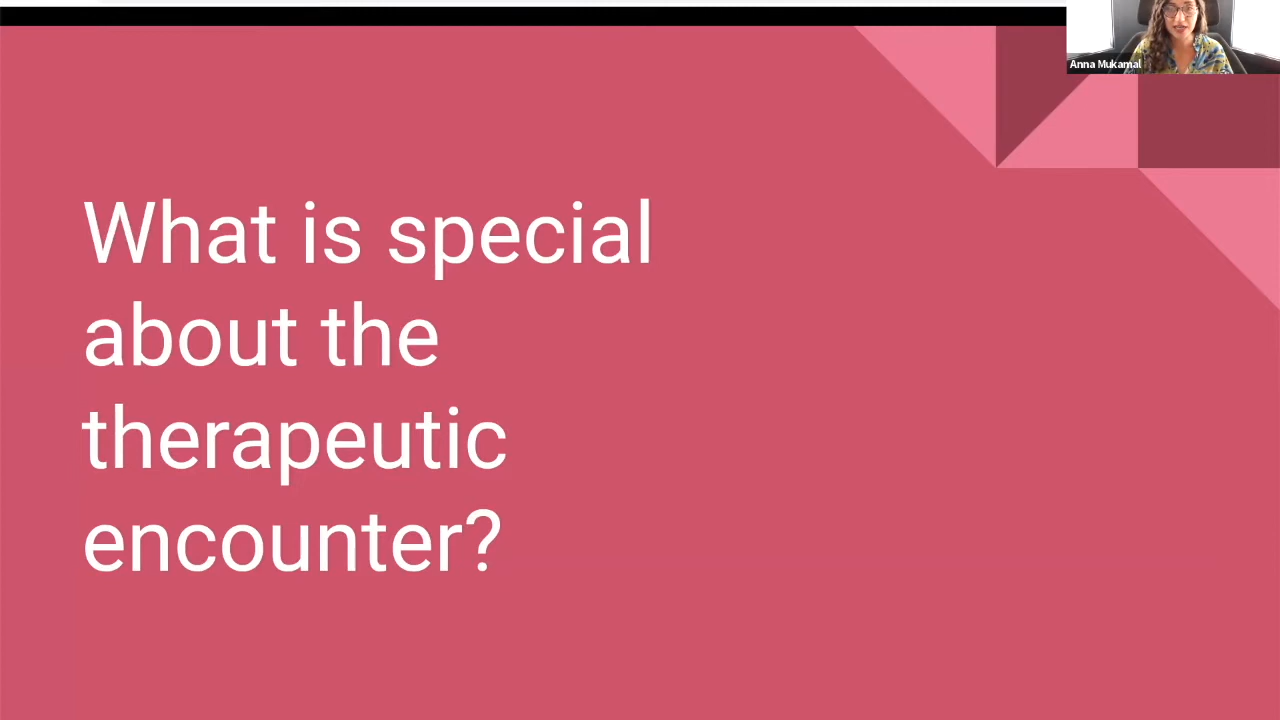 Anna Mukamal
What is special
about the
therapeutic
encounter?